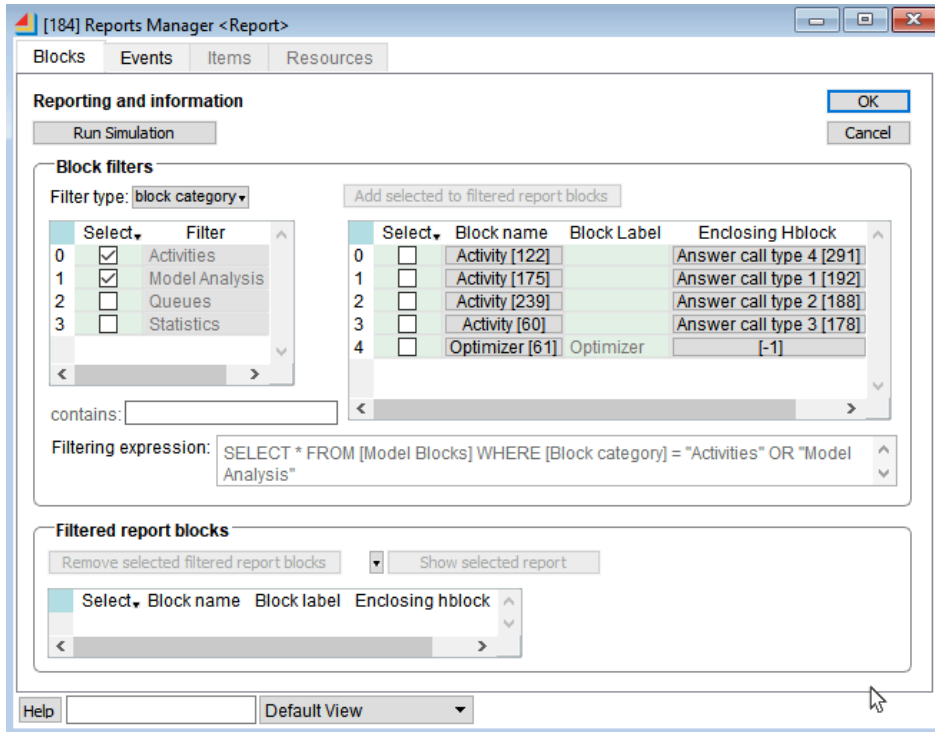 [184] Reports Manager <Report>
Blocks Events Items Resources
Reporting and information
OK
Run Simulation
Cancel
Block filters
Filter type: block category
Add selected to filtered report blocks
Select Filter
0 Activities
1 Model Analysis
2 Queues
3 Statistics
Select Block name Block Label Enclosing Hblock
0 Activity [122] Answer call type 4 [291]
1 Activity [175] Answer call type 1 [192]
2 Activity [239] Answer call type 2 [188]
3 Activity [60] Answer call type 3 [178]
4 Optimizer [61] Optimizer [-1]
contains:
Filtering expression: SELECT * FROM [Model Blocks] WHERE [Block category] = "Activities" OR "Model
Analysis"
Filtered report blocks
Remove selected filtered report blocks Show selected report
Select Block name Block label Enclosing hblock
Help Default View